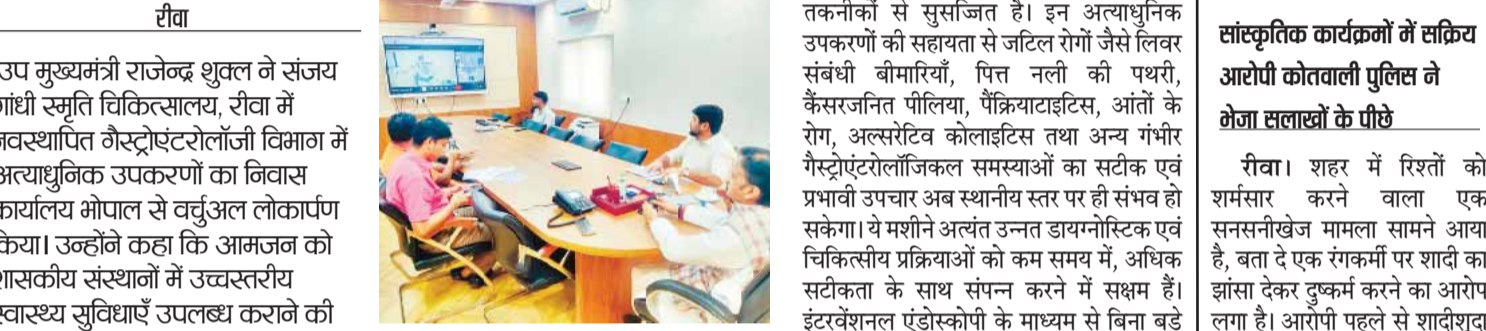 रीवा
उप मुख्यमंत्री राजेन्द्र शुक्ल ने संजय
गांधी स्मृति चिकित्सालय, रीवा में
नवस्थापित गैस्ट्रोएंटरोलॉजी विभाग में
अत्याधुनिक उपकरणों का निवास
कार्यालय भोपाल से वर्चुअल लोकार्पण
किया। उन्होंने कहा कि आमजन को
शासकीय संस्थानों में उच्चस्तरीय
स्वास्थ्य सुविधाएँ उपलब्ध कराने की
तकनीकों से सुसज्जित है। इन अत्याधुनिक
उपकरणों की सहायता से जटिल रोगों जैसे लिवर
संबंधी बीमारियाँ, पित्त नली की पथरी,
कैंसरजनित पीलिया, पैंक्रियाटाइटिस, आंतों के
रोग, अल्सरेटिव कोलाइटिस तथा अन्य गंभीर
गैस्ट्रोएंटरोलॉजिकल समस्याओं का सटीक एवं
प्रभावी उपचार अब स्थानीय स्तर पर ही संभव हो
सकेगा। ये मशीने अत्यंत उन्नत डायग्नोस्टिक एवं
चिकित्सीय प्रक्रियाओं को कम समय में, अधिक
सटीकता के साथ संपन्न करने में सक्षम हैं।
इंटरवेंशनल एंडोस्कोपी के माध्यम से बिना बड़े
सांस्कृतिक कार्यक्रमों में सक्रिय
आरोपी कोतवाली पुलिस ने
भेजा सलाखों के पीछे
रीवा। शहर में रिश्तों को
शर्मसार करने वाला एक
सनसनीखेज मामला सामने आया
है, बता दे एक रंगकर्मी पर शादी का
झांसा देकर दुष्कर्म करने का आरोप
लगा है। आरोपी पहले से शादीशुदा